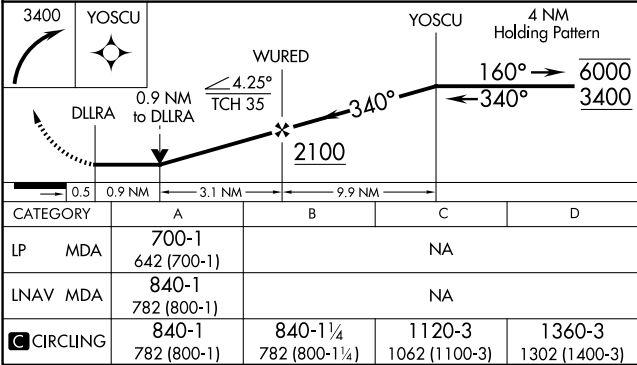 3400
YOSCU
YOSCU
4 NM
Holding Pattern
WURED
160° 6000
4.25°
TCH 35
340°
340° 3400
0.9 NM
to DLLRA
DLLRA
2100
0.5 0.9 NM 3.1 NM 9.9 NM
CATEGORY A B C D
LP MDA 700-1 NA
642 (700-1)
LNAV MDA 840-1 NA
782 (800-1)
C CIRCLING 840-1 840-1¼ 1120-3 1360-3
782 (800-1) 782 (800-1¼) 1062 (1100-3) 1302 (1400-3)